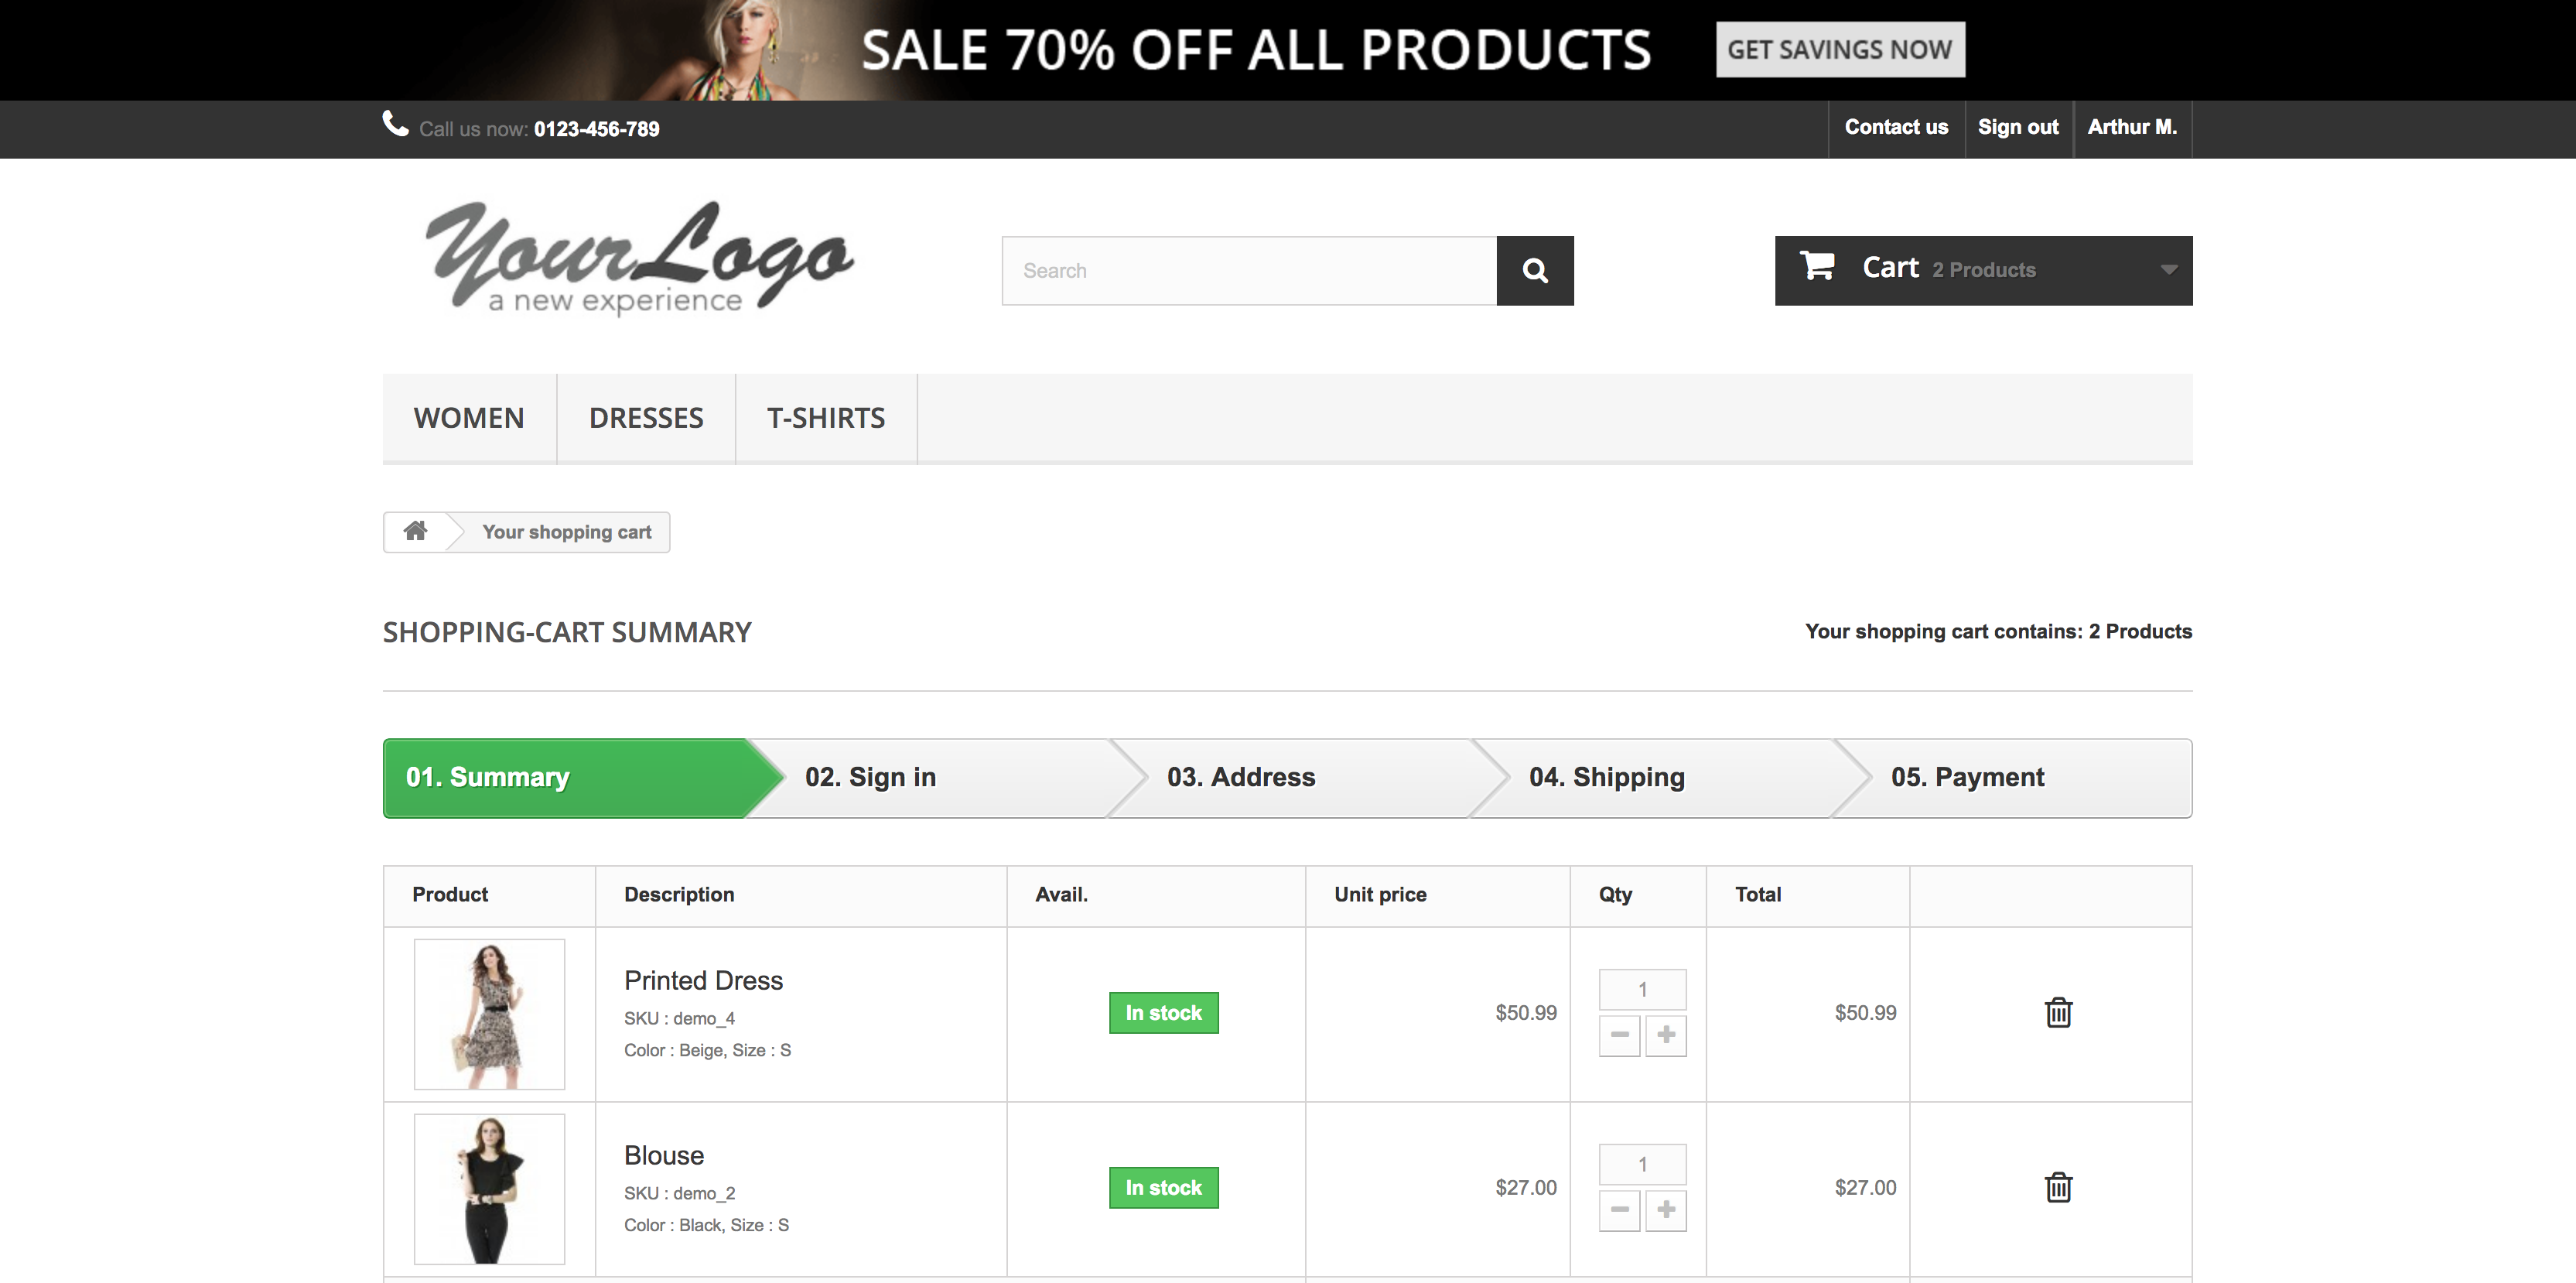 SALE 70% OFF ALL PRODUCTS GET SAVINGS NOW
Call us now: 0123-456-789 Contact us Sign out Arthur M.
YourLogo
a new experience
Search
Cart 2 Products
WOMEN DRESSES T-SHIRTS
Your shopping cart
SHOPPING-CART SUMMARY Your shopping cart contains: 2 Products
01. Summary 02. Sign in 03. Address 04. Shipping 05. Payment
Product Description Avail. Unit price Qty Total
Printed Dress
SKU : demo_4
Color : Beige, Size : S
In stock $50.99 1 $50.99
Blouse
SKU : demo_2
Color : Black, Size : S
In stock $27.00 1 $27.00